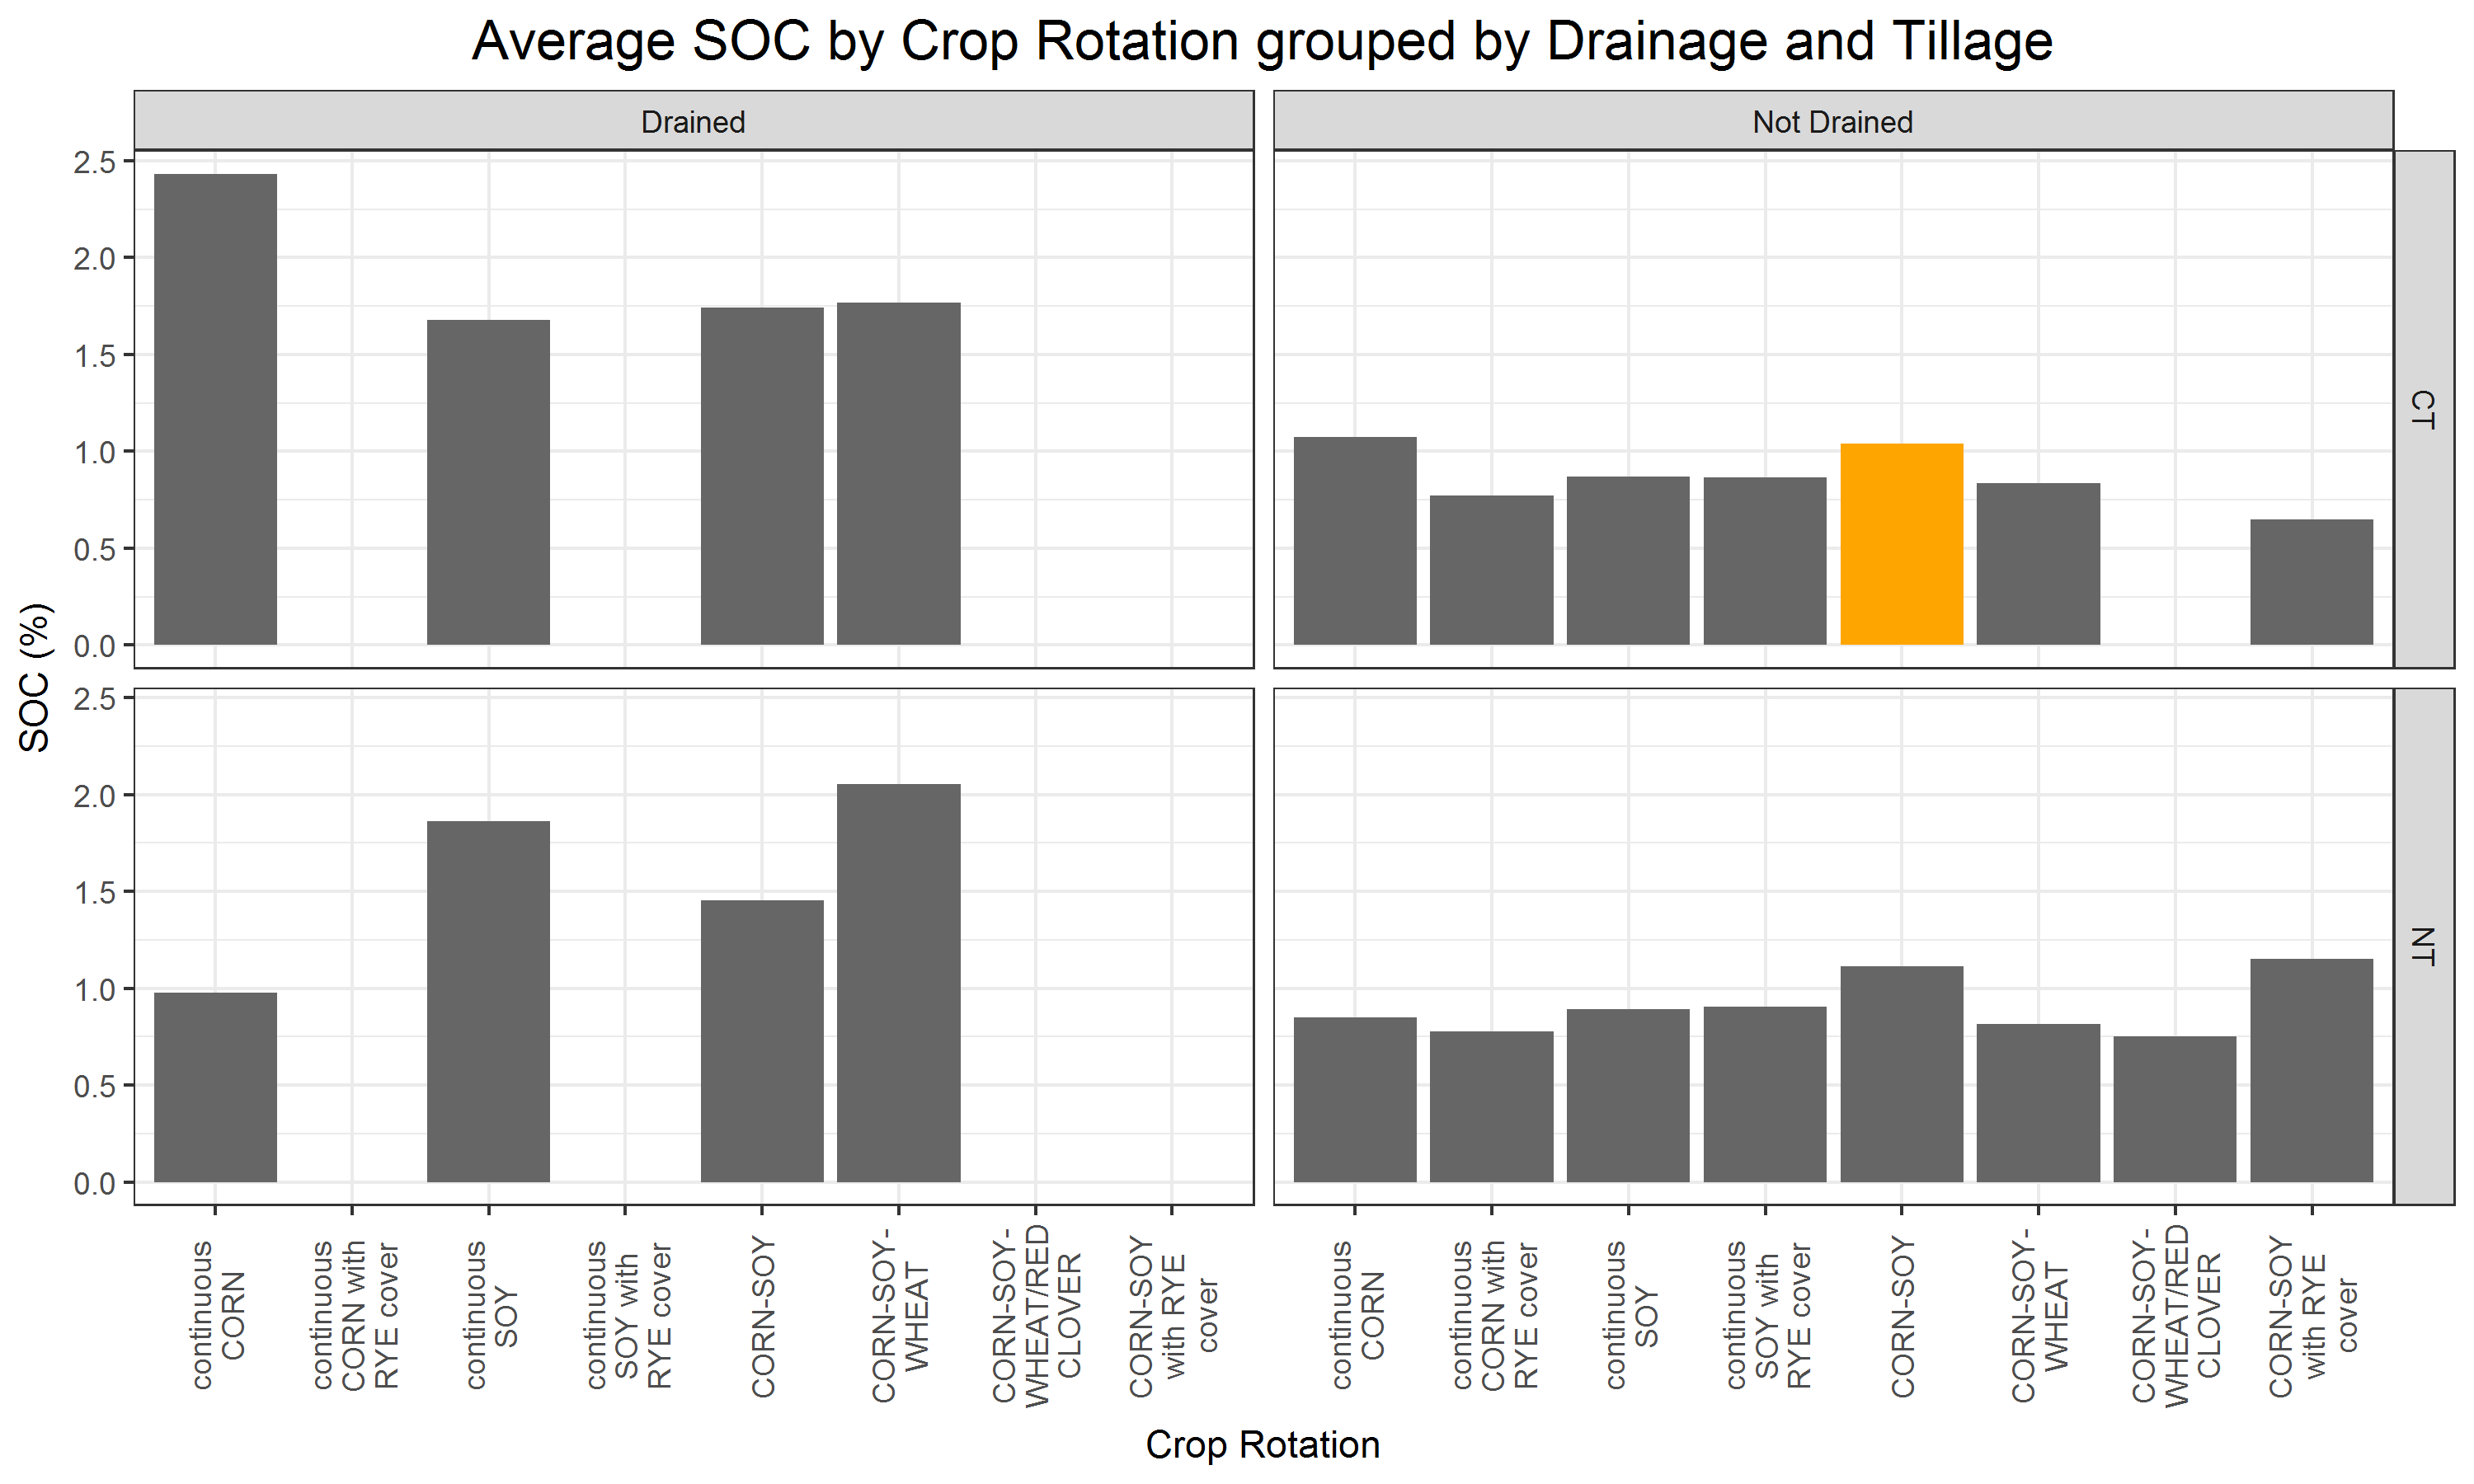 Average SOC by Crop Rotation grouped by Drainage and Tillage
Drained
Not Drained
2.5
2.0
1.5
1.0
0.5
0.0
CT
SOC (%)
2.5
2.0
1.5
1.0
0.5
0.0
NT
continuous
CORN
continuous
CORN with
RYE cover
continuous
SOY
continuous
SOY with
RYE cover
CORN-SOY
CORN-SOY-
WHEAT
CORN-SOY-
WHEAT/RED
CLOVER
CORN-SOY
with RYE
cover
continuous
CORN
continuous
CORN with
RYE cover
continuous
SOY
continuous
SOY with
RYE cover
CORN-SOY
CORN-SOY-
WHEAT
CORN-SOY-
WHEAT/RED
CLOVER
CORN-SOY
with RYE
cover
Crop Rotation